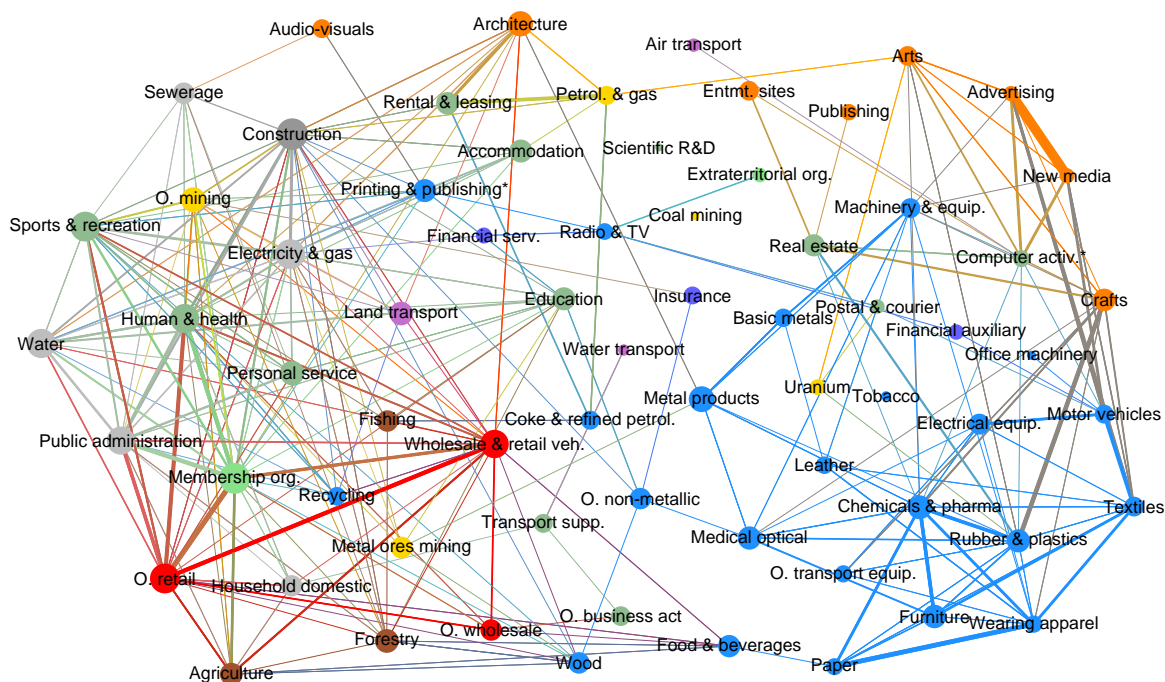 Audio-visuals
Architecture
Air transport
Arts
Sewerage
Rental & leasing
Petrol. & gas
Entmt. sites
Advertising
Publishing
Construction
Accommodation
Scientific R&D
O. mining
Printing & publishing*
Extraterritorial org.
New media
Sports & recreation
Financial serv.
Radio & TV
Coal mining
Machinery & equip.
Electricity & gas
Real estate
Computer activ.*
Human & health
Land transport
Education
Insurance
Postal & courier
Crafts
Water
Basic metals
Financial auxiliary
Water transport
Office machinery
Personal service
Uranium
Tobacco
Fishing
Coke & refined petrol.
Metal products
Motor vehicles
Public administration
Wholesale & retail veh.
Electrical equip.
Membership org.
Leather
Recycling
O. non-metallic
Chemicals & pharma
Textiles
Transport supp.
Metal ores mining
Medical optical
Rubber & plastics
O. retail
Household domestic
O. transport equip.
O. business act
Furniture
Wearing apparel
Forestry
O. wholesale
Food & beverages
Agriculture
Wood
Paper